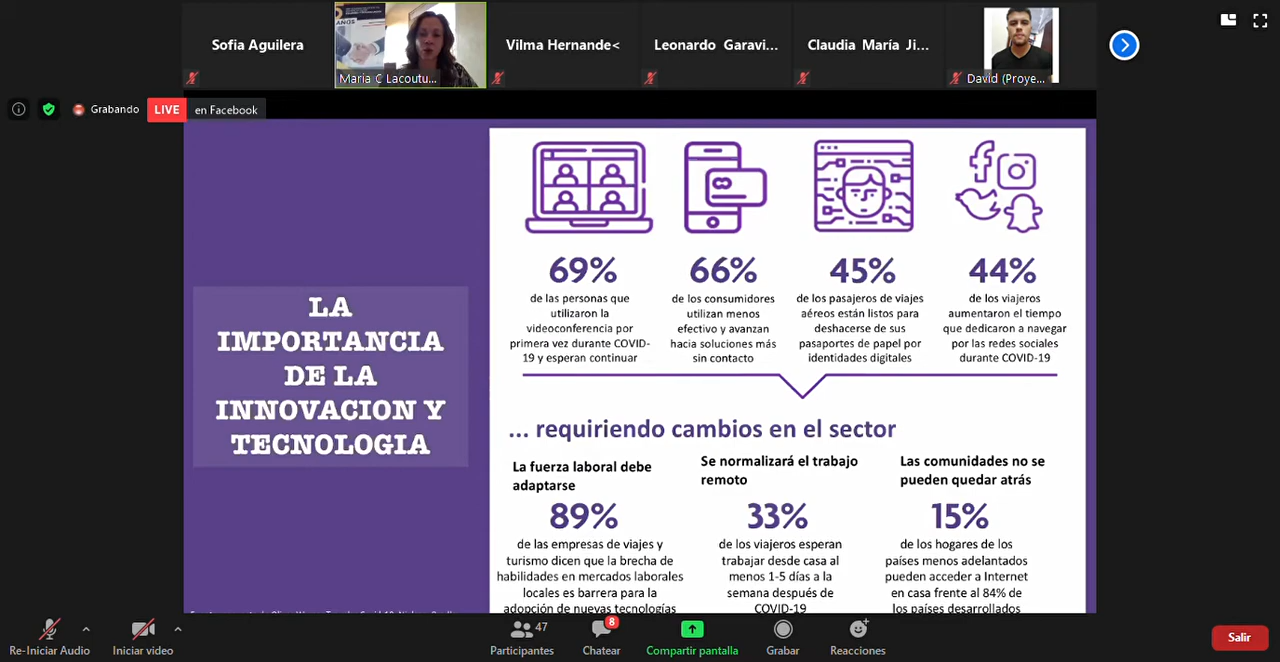 Sofia Aguilera
Maria C Lacoutu...
Vilma Hernande<
Leonardo Garavi...
Claudia María Ji...
David (Proye...
AÑOS
Grabando
LIVE
en Facebook
LA
IMPORTANCIA
DE LA
INNOVACION Y
TECNOLOGIA
69%
de las personas que
utilizaron la
videoconferencia por
primera vez durante COVID-
19 y esperan continuar
66%
de los consumidores
utilizan menos
efectivo y avanzan
hacia soluciones más
sin contacto
45%
de los pasajeros de viajes
aéreos están listos para
deshacerse de sus
pasaportes de papel por
identidades digitales
44%
de los viajeros
aumentaron el tiempo
que dedicaron a navegar
por las redes sociales
durante COVID-19
... requiriendo cambios en el sector
La fuerza laboral debe
adaptarse
89%
de las empresas de viajes y
turismo dicen que la brecha de
habilidades en mercados laborales
locales es barrera para la
adopción de nuevas tecnologías
Se normalizará el trabajo
remoto
33%
de los viajeros esperan
trabajar desde casa al
menos 1-5 días a la
semana después de
COVID-19
Las comunidades no se
pueden quedar atrás
15%
de los hogares de los
países menos adelantados
pueden acceder a Internet
en casa frente al 84% de
los países desarrollados
Re-Iniciar Audio
Iniciar video
47
Participantes
8
Chatear
Compartir pantalla
Grabar
Reacciones
Salir